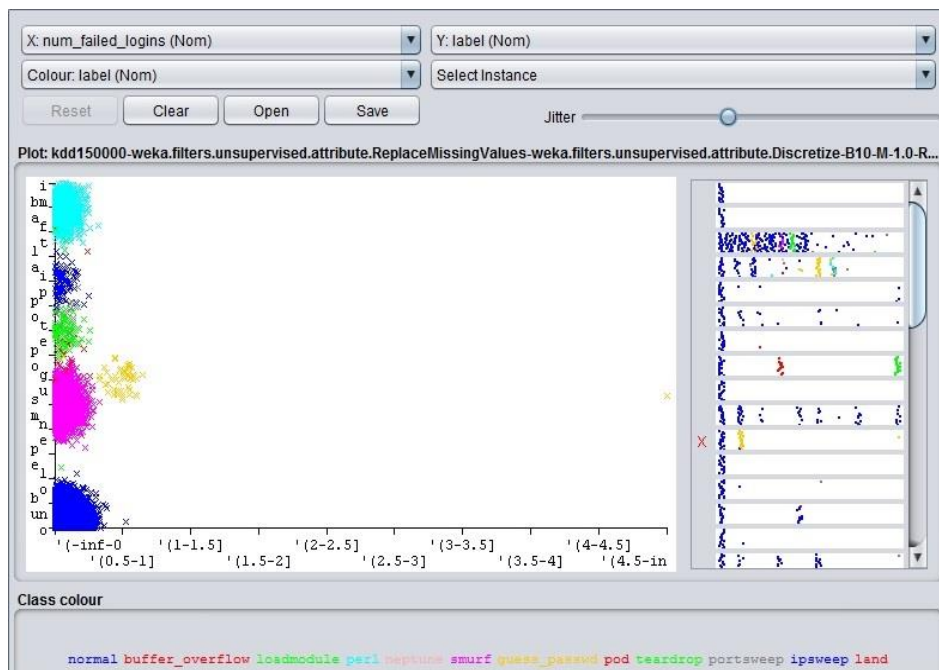 X: num_failed_logins (Nom) Y: label (Nom)
Colour: label (Nom) Select Instance
Reset Clear Open Save Jitter
Plot: kdd150000-weka.filters.unsupervised.attribute.ReplaceMissingValues-weka.filters.unsupervised.attribute.Discretize-B10-M-1.0-R...
'(-inf-0 '(1-1.5] '(2-2.5] '(3-3.5] '(4-4.5]
'(0.5-1] '(1.5-2] '(2.5-3] '(3.5-4] '(4.5-in
X
Class colour
normal buffer_overflow loadmodule perl neptune smurf guess_passwd pod teardrop portsweep ipsweep land